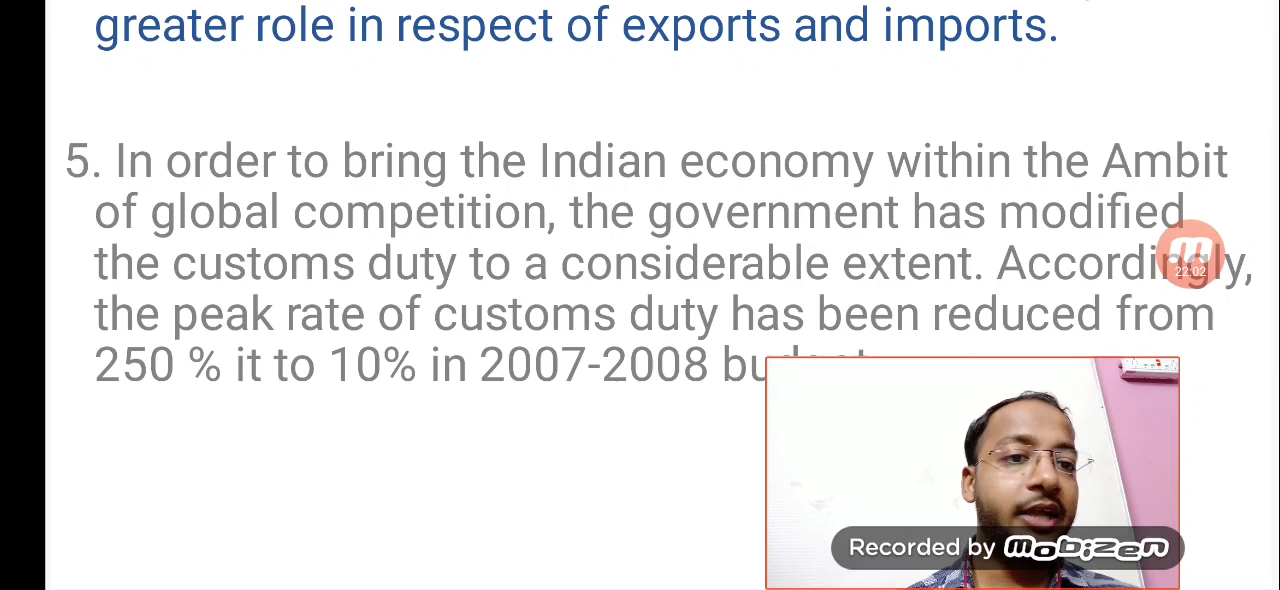 greater role in respect of exports and imports.
5. In order to bring the Indian economy within the Ambit
of global competition, the government has modified
the customs duty to a considerable extent. Accordingly,
the peak rate of customs duty has been reduced from
250 % it to 10% in 2007-2008
22:02
Recorded by mobizen